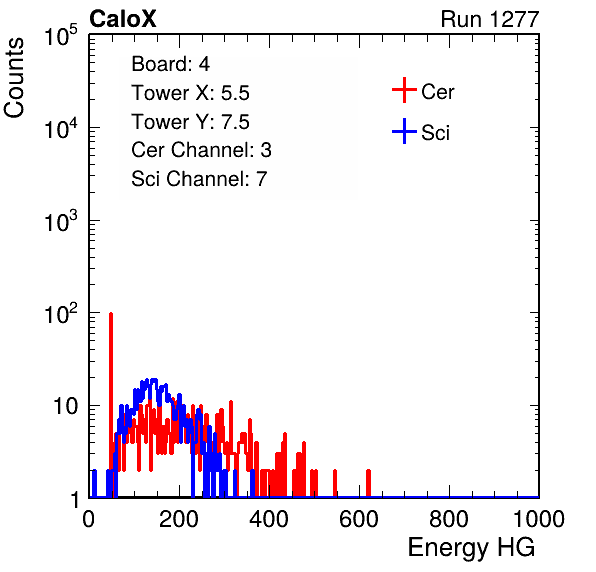 CaloX Run 1277
Counts
10^5
10^4
10^3
10^2
10
1
Board: 4
Tower X: 5.5
Tower Y: 7.5
Cer Channel: 3
Sci Channel: 7
Cer
Sci
0 200 400 600 800 1000
Energy HG